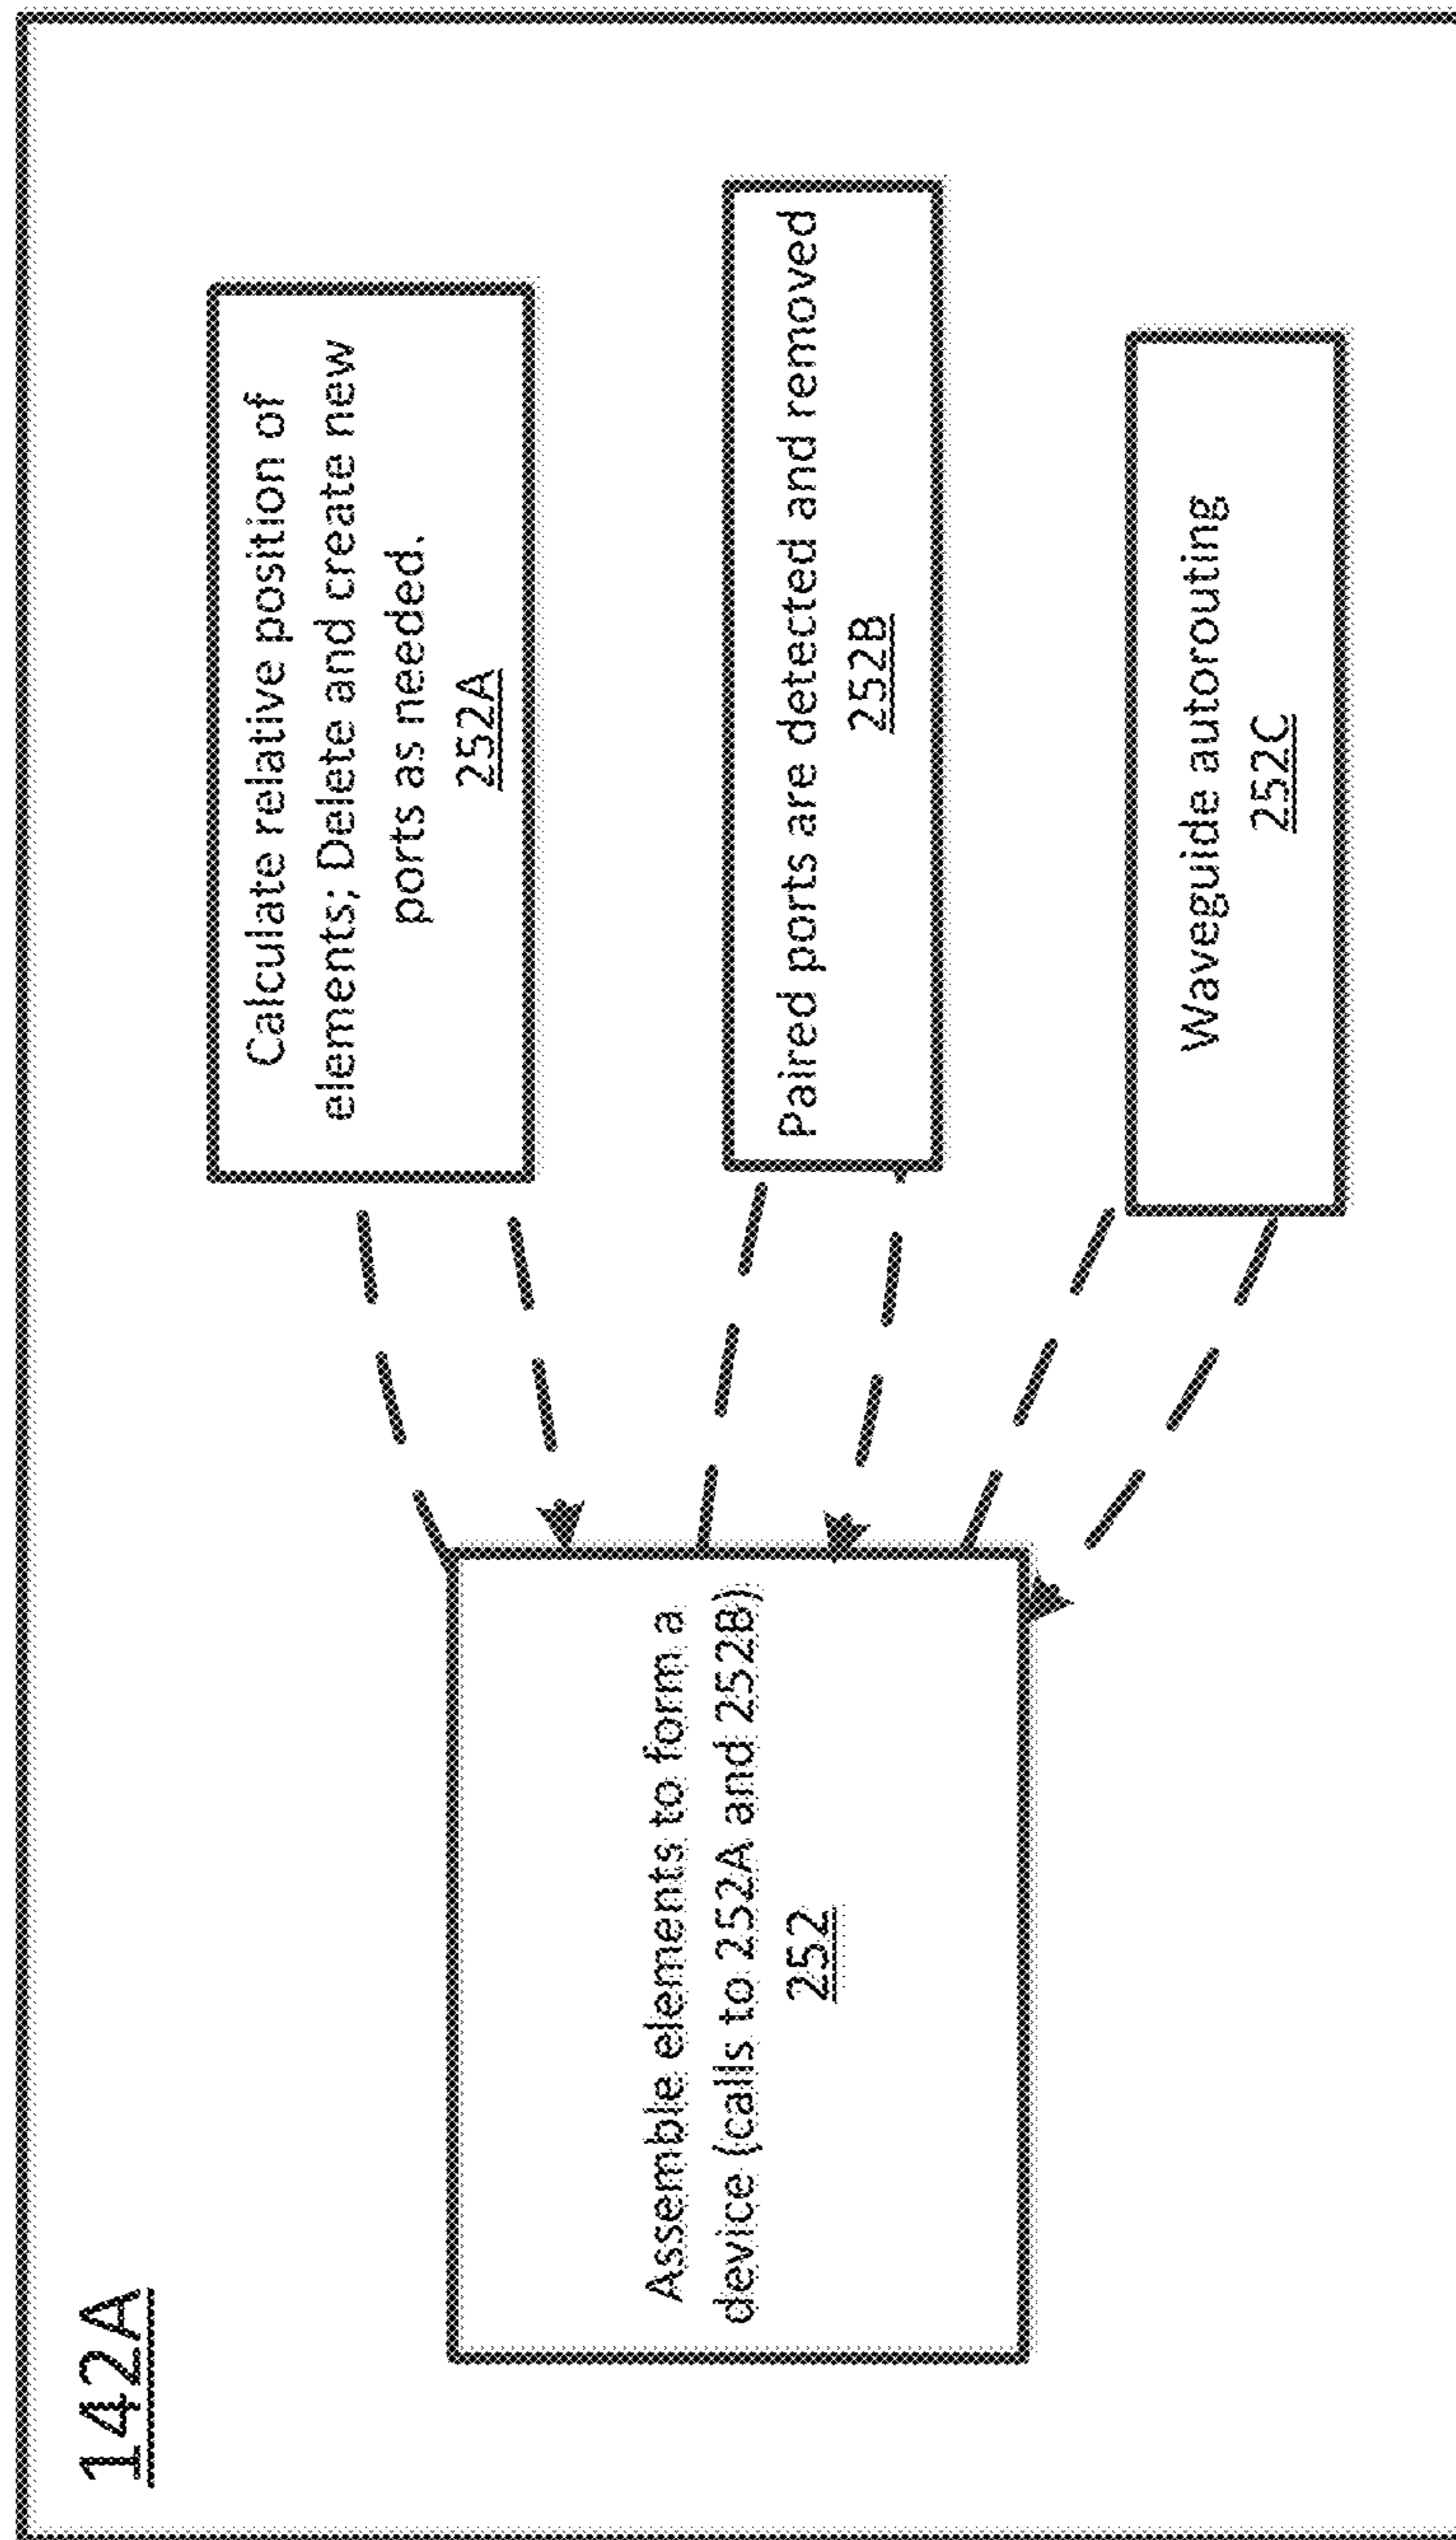 142A
Assemble elements to form a
device (calls to 252A and 252B)
252
Calculate relative position of
elements; Delete and create new
ports as needed.
252A
Paired ports are detected and removed
252B
Waveguide autorouting
252C